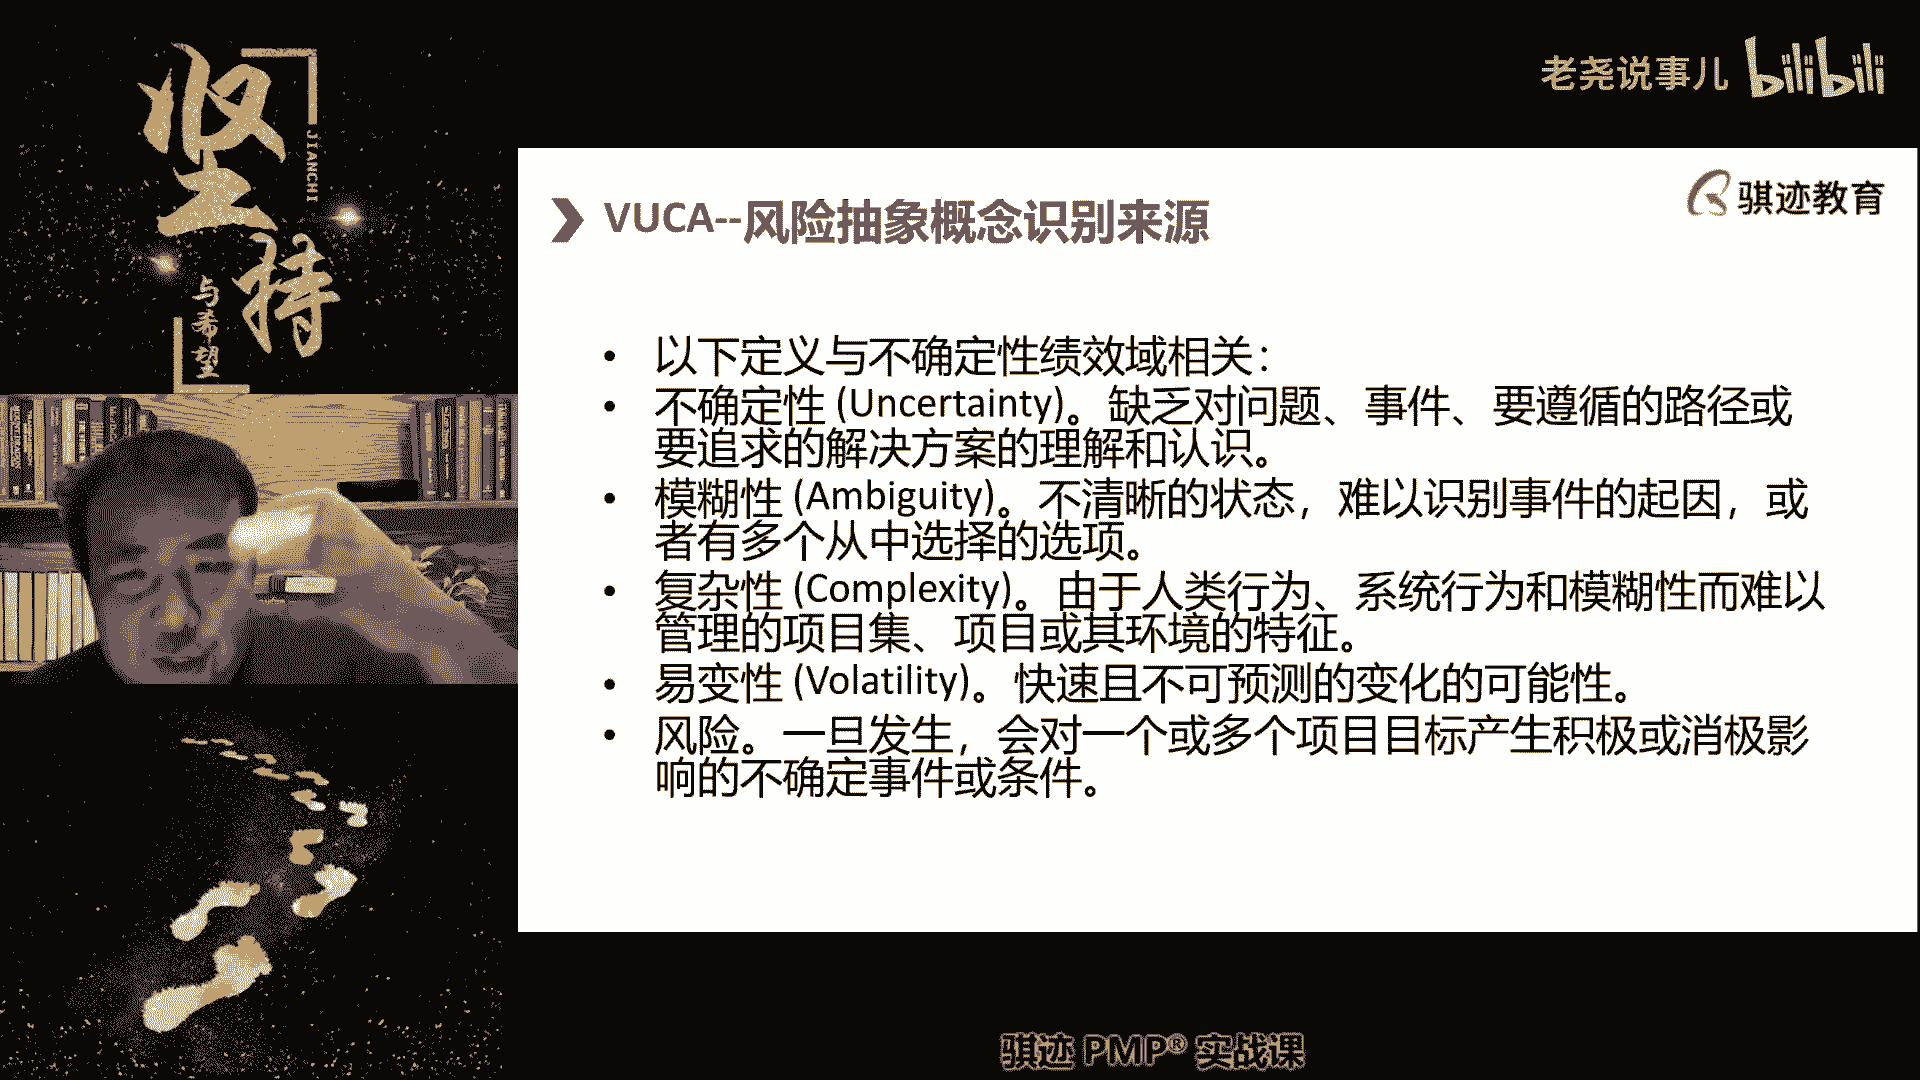 坚持
JIANCHI
与希望
老尧说事儿 bilibili
骐迹教育
VUCA--风险抽象概念识别来源
• 以下定义与不确定性绩效域相关：
• 不确定性 (Uncertainty)。缺乏对问题、事件、要遵循的路径或
要追求的解决方案的理解和认识。
• 模糊性 (Ambiguity)。不清晰的状态，难以识别事件的起因，或
者有多个从中选择的选项。
• 复杂性 (Complexity)。由于人类行为、系统行为和模糊性而难以
管理的项目集、项目或其环境的特征。
• 易变性 (Volatility)。快速且不可预测的变化的可能性。
• 风险。一旦发生，会对一个或多个项目目标产生积极或消极影
响的不确定事件或条件。
骐迹 PMP® 实战课